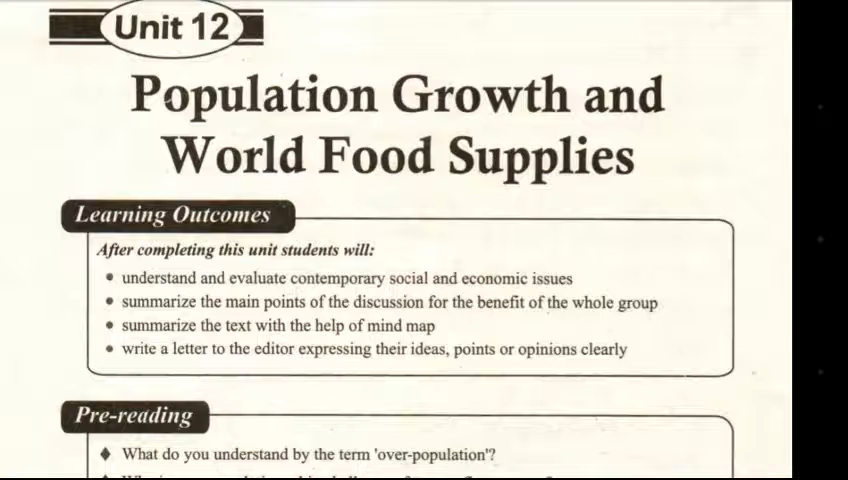 Unit 12
Population Growth and
World Food Supplies
Learning Outcomes
After completing this unit students will:
• understand and evaluate contemporary social and economic issues
• summarize the main points of the discussion for the benefit of the whole group
• summarize the text with the help of mind map
• write a letter to the editor expressing their ideas, points or opinions clearly
Pre-reading
♦ What do you understand by the term 'over-population'?